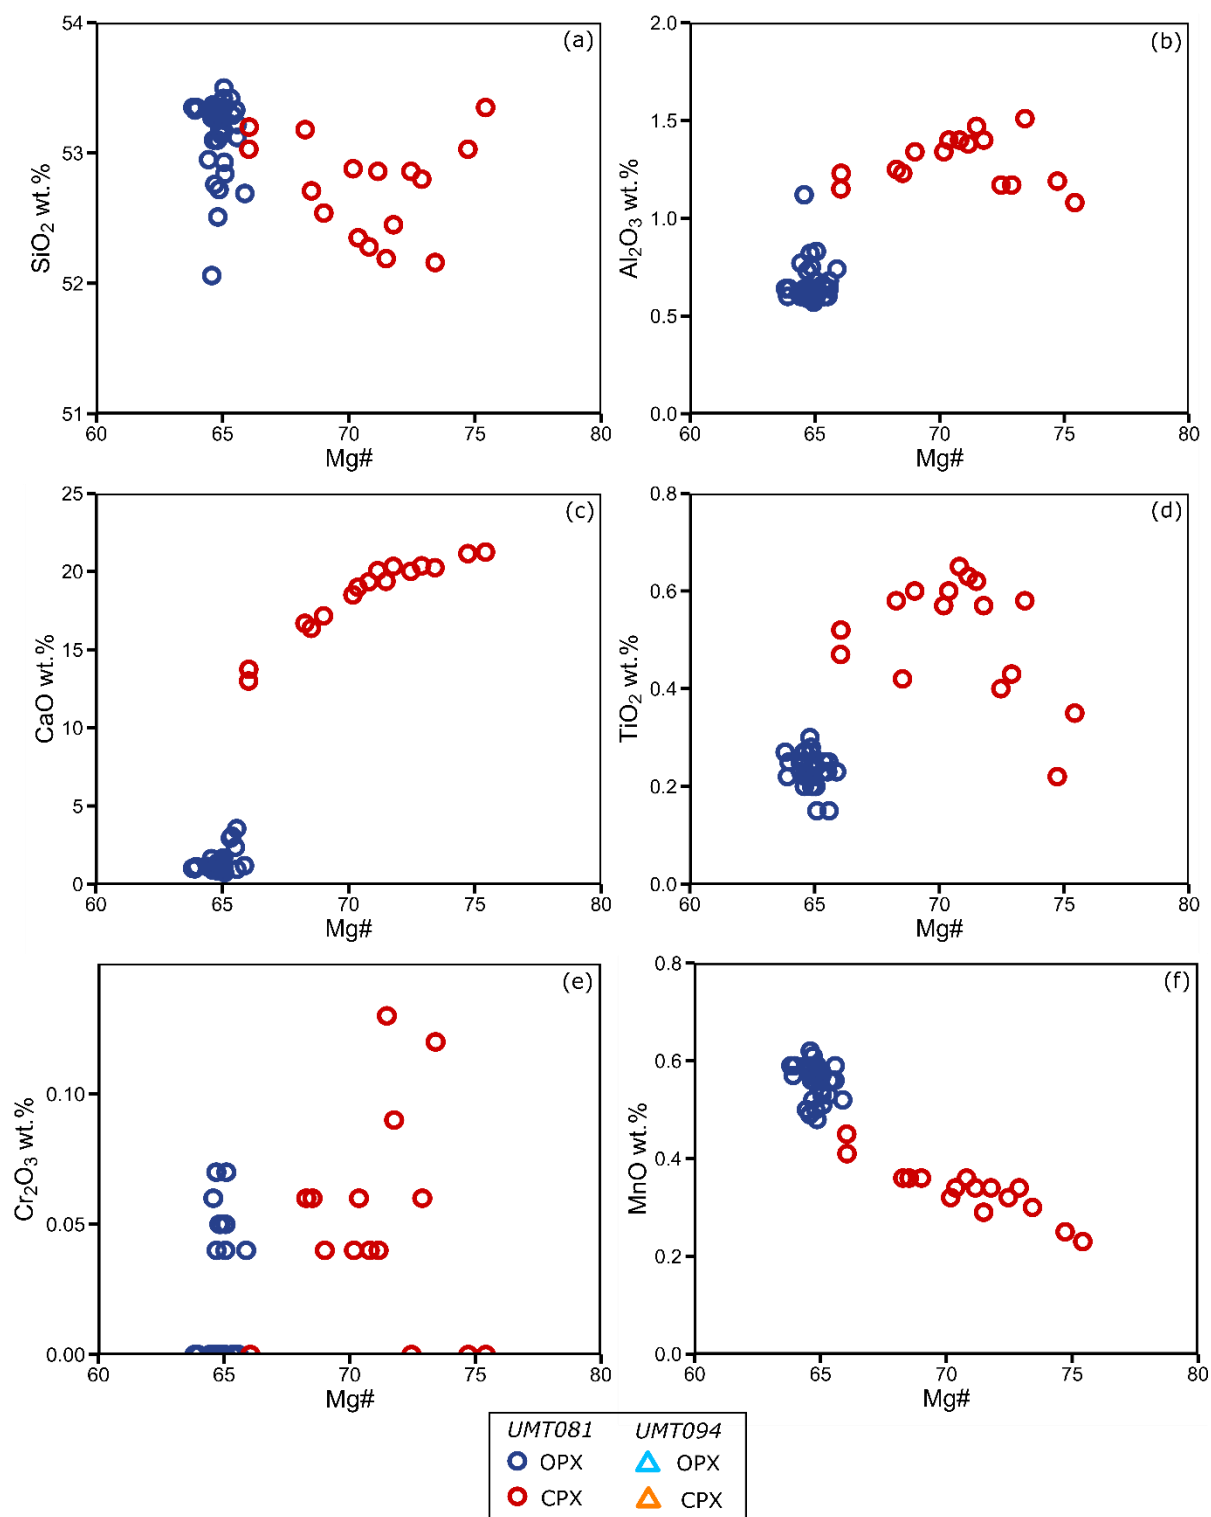 54
53
52
51
SiO2 wt.%
60 65 70 75 80
Mg#
(a)
2.0
1.5
1.0
0.5
0.0
Al2O3 wt.%
60 65 70 75 80
Mg#
(b)
25
20
15
10
5
0
CaO wt.%
60 65 70 75 80
Mg#
(c)
0.8
0.6
0.4
0.2
0.0
TiO2 wt.%
60 65 70 75 80
Mg#
(d)
0.10
0.05
0.00
Cr2O3 wt.%
60 65 70 75 80
Mg#
(e)
0.8
0.6
0.4
0.2
0.0
MnO wt.%
60 65 70 75 80
Mg#
(f)
UMT081 UMT094
OPX OPX
CPX CPX